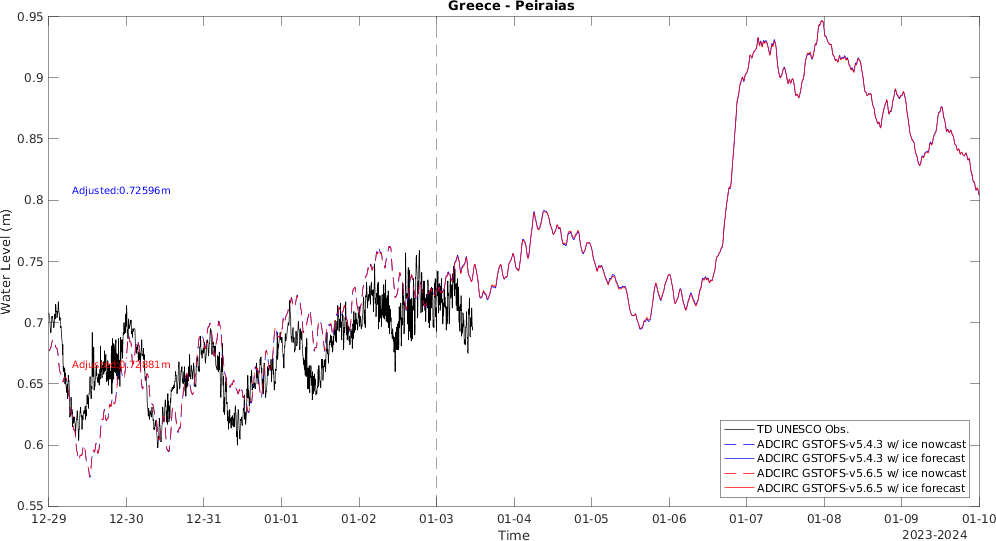 Greece - Peiraias
0.95
0.9
0.85
0.8
0.75
0.7
0.65
0.6
0.55
Water Level (m)
Adjusted:0.72596m
Adjusted:0.72881m
TD UNESCO Obs.
ADCIRC GSTOFS-v5.4.3 w/ ice nowcast
ADCIRC GSTOFS-v5.4.3 w/ ice forecast
ADCIRC GSTOFS-v5.6.5 w/ ice nowcast
ADCIRC GSTOFS-v5.6.5 w/ ice forecast
12-29 12-30 12-31 01-01 01-02 01-03 01-04 01-05 01-06 01-07 01-08 01-09 01-10
Time
2023-2024